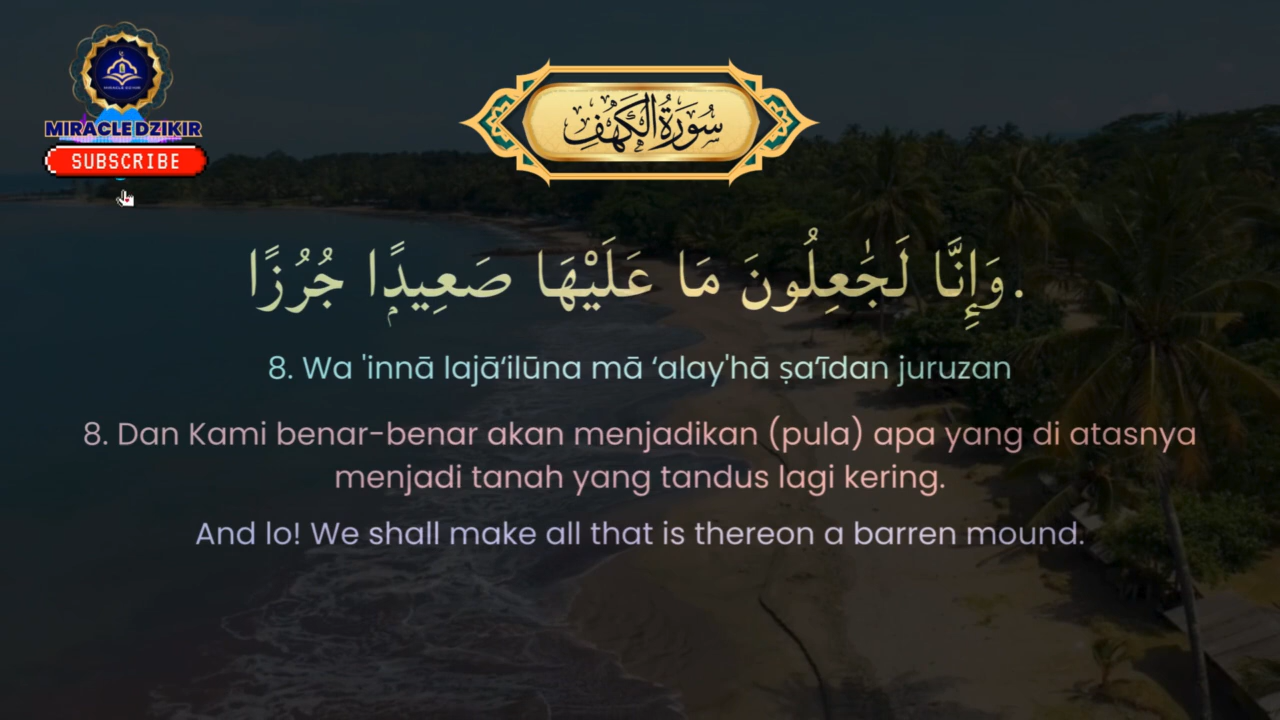 MIRACLE DZIKIR
SUBSCRIBE
سُورَةُ الكَهْفِ
وَإِنَّا لَجَٰعِلُونَ مَا عَلَيْهَا صَعِيدًۭا جُرُزًا.
8. Wa 'innā lajā‘ilūna mā ‘alay'hā ṣa‘īdan juruzan
8. Dan Kami benar-benar akan menjadikan (pula) apa yang di atasnya
menjadi tanah yang tandus lagi kering.
And lo! We shall make all that is thereon a barren mound.